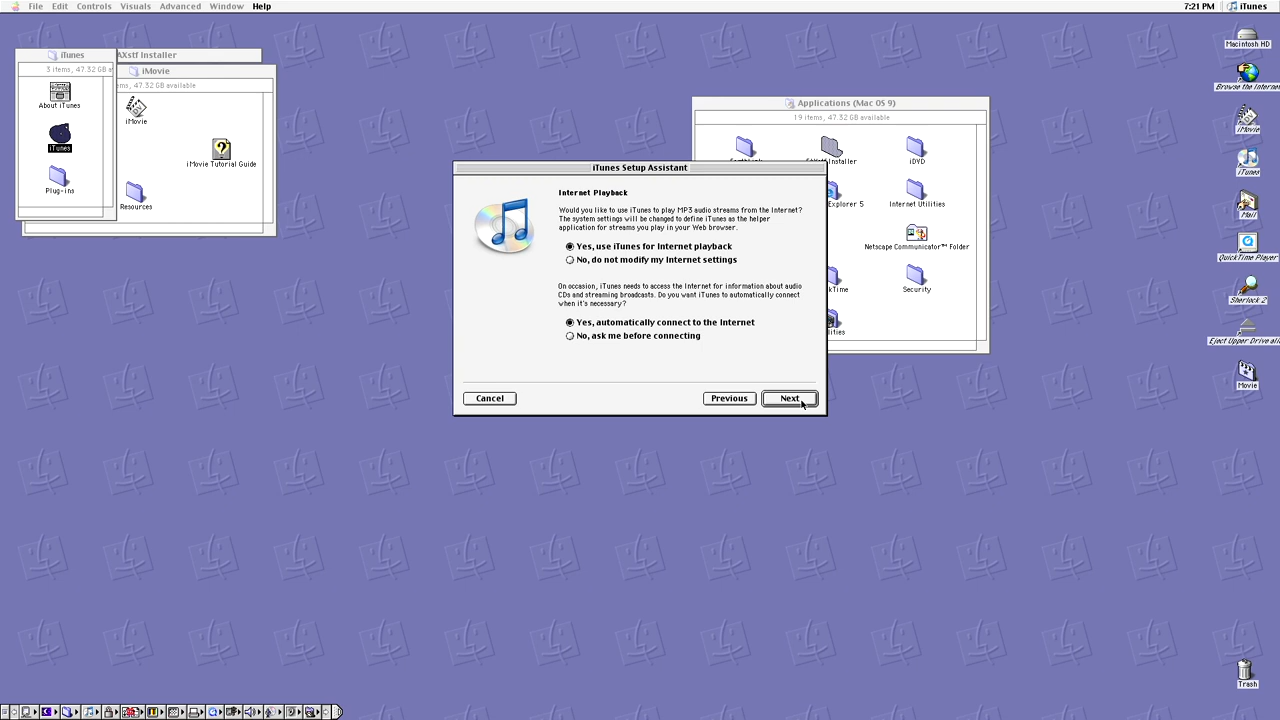 File Edit Controls Visuals Advanced Window Help
7:21 PM iTunes
iTunes
3 items, 47.32 GB a
About iTunes
iTunes
Plug-ins
AXstf Installer
iMovie
ms, 47.32 GB available
iMovie
iMovie Tutorial Guide
Resources
Applications (Mac OS 9)
19 items, 47.32 GB available
Installer
iDVD
Explorer 5
Internet Utilities
Netscape Communicator™ Folder
kTime
Security
lities
iTunes Setup Assistant
Internet Playback
Would you like to use iTunes to play MP3 audio streams from the Internet?
The system settings will be changed to define iTunes as the helper
application for streams you play in your Web browser.
Yes, use iTunes for Internet playback
No, do not modify my Internet settings
On occasion, iTunes needs to access the Internet for information about audio
CDs and streaming broadcasts. Do you want iTunes to automatically connect
when it's necessary?
Yes, automatically connect to the Internet
No, ask me before connecting
Cancel
Previous
Next
Macintosh HD
Browse the Internet
iMovie
iTunes
Mail
QuickTime Player
Sherlock 2
Eject Upper Drive ali
Movie
Trash